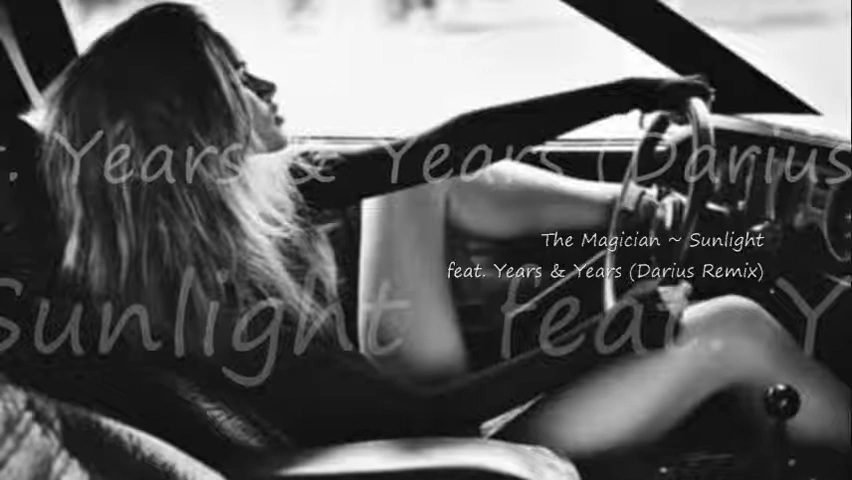 t. Years & Years (Darius
The Magician ~ Sunlight
feat. Years & Years (Darius Remix)
Sunlight feat. Y